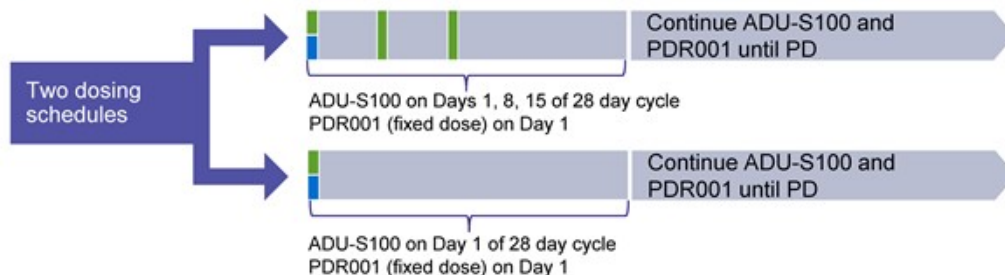 Two dosing
schedules
Continue ADU-S100 and
PDR001 until PD
ADU-S100 on Days 1, 8, 15 of 28 day cycle
PDR001 (fixed dose) on Day 1
Continue ADU-S100 and
PDR001 until PD
ADU-S100 on Day 1 of 28 day cycle
PDR001 (fixed dose) on Day 1